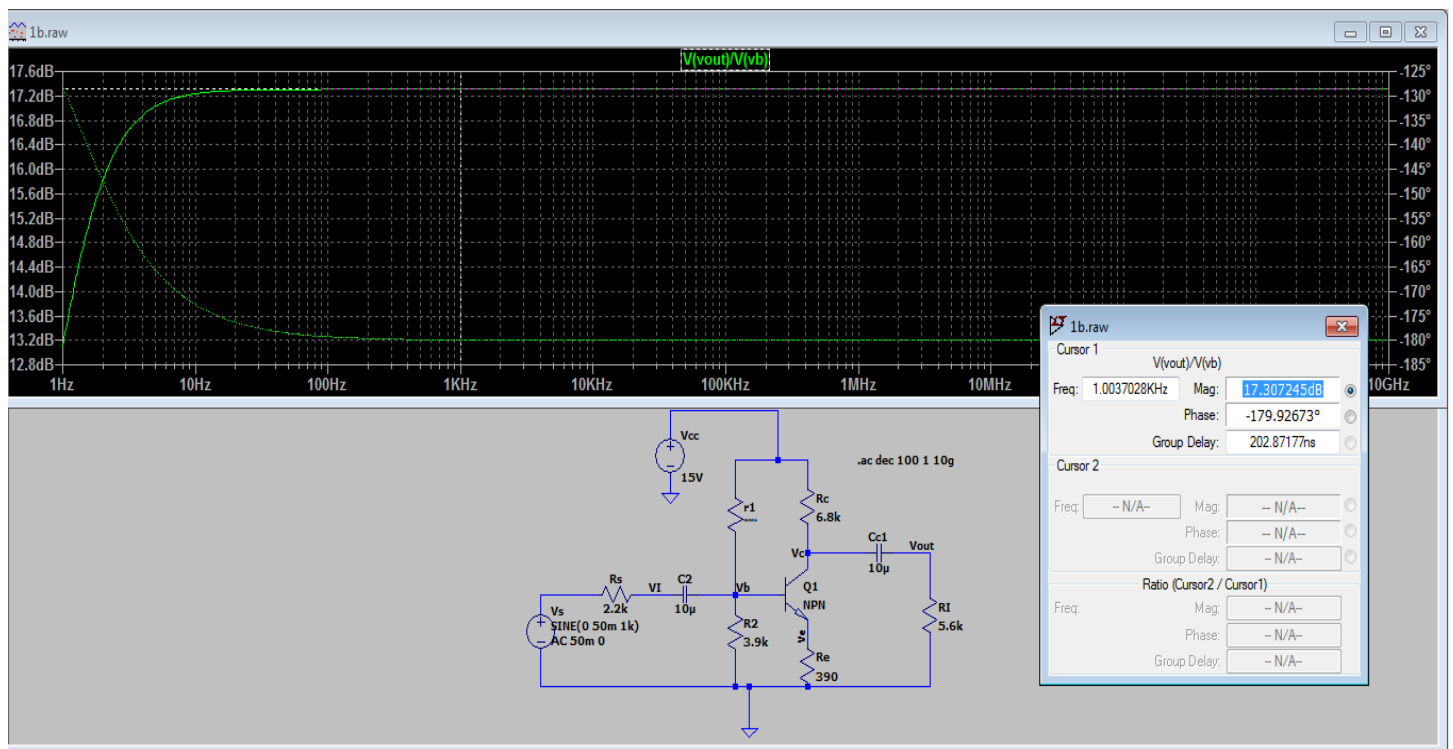 1b.raw
V(vout)/V(vb)
17.6dB
17.2dB
16.8dB
16.4dB
16.0dB
15.6dB
15.2dB
14.8dB
14.4dB
14.0dB
13.6dB
13.2dB
12.8dB
-125°
-130°
-135°
-140°
-145°
-150°
-155°
-160°
-165°
-170°
-175°
-180°
-185°
1Hz 10Hz 100Hz 1KHz 10KHz 100KHz 1MHz 10MHz 10GHz
1b.raw
Cursor 1
V(vout)/V(vb)
Freq: 1.0037028KHz Mag: 17.307245dB
Phase: -179.92673°
Group Delay: 202.87177ns
Cursor 2
Freq: -- N/A-- Mag: -- N/A--
Phase: -- N/A--
Group Delay: -- N/A--
Ratio (Cursor2 / Cursor1)
Freq: Mag: -- N/A--
Phase: -- N/A--
Group Delay: -- N/A--
Vcc
15V
.ac dec 100 1 10g
r1
Rc
6.8k
Cc1
10µ
Vout
Vc
Rs
2.2k
VI
C2
10µ
Vb
Q1
NPN
Vs
SINE(0 50m 1k)
AC 50m 0
R2
3.9k
Ve
Re
390
RI
5.6k